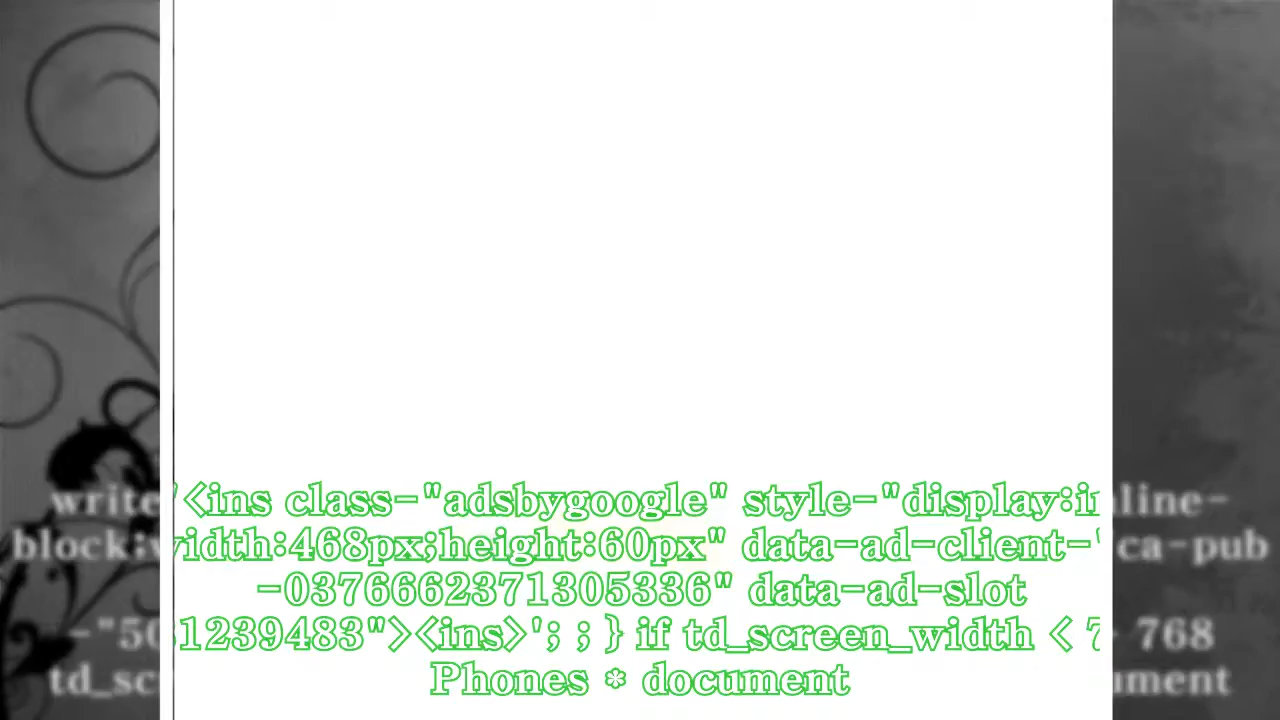 write '<ins class-"adsbygoogle" style-"display:inline-
block;width:468px;height:60px" data-ad-client-"ca-pub
-0376662371305336" data-ad-slot
1239483"><ins>'; ; } if td_screen_width < 768
Phones * document